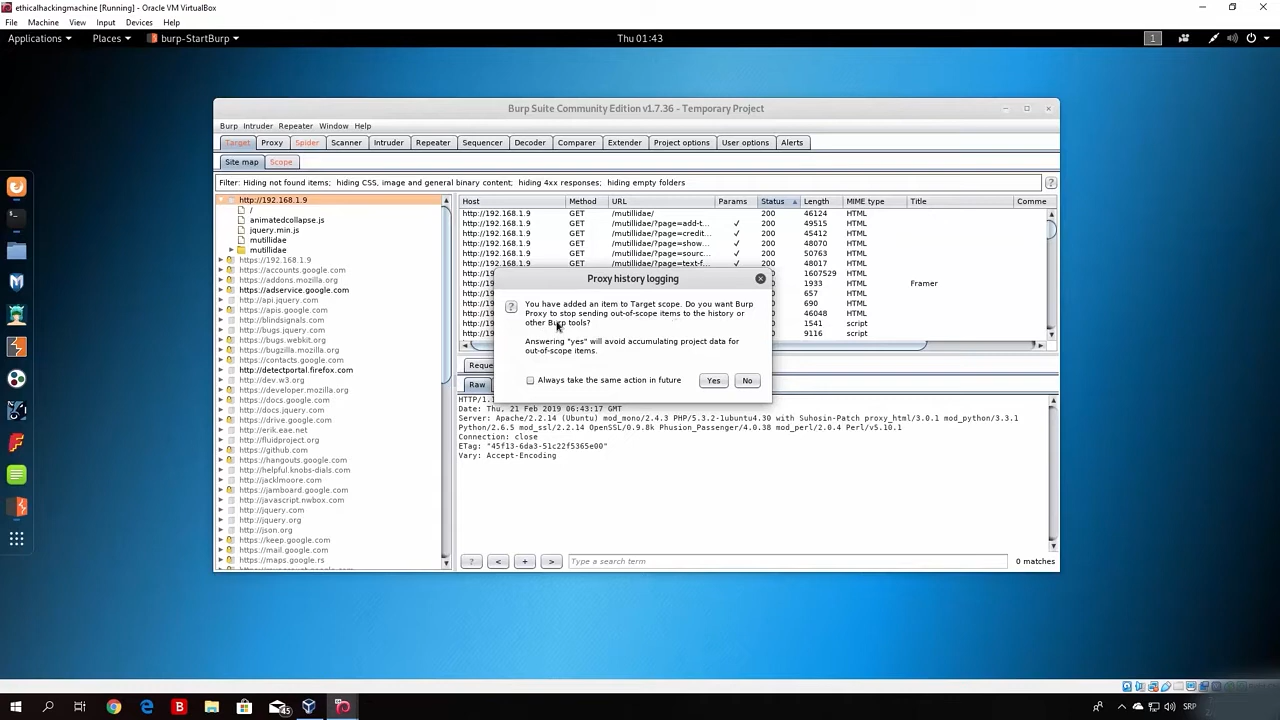 ethicalhackingmachine [Running] - Oracle VM VirtualBox
File Machine View Input Devices Help
Applications Places burp-StartBurp Thu 01:43 1
Burp Suite Community Edition v1.7.36 - Temporary Project
Burp Intruder Repeater Window Help
Target Proxy Spider Scanner Intruder Repeater Sequencer Decoder Comparer Extender Project options User options Alerts
Site map Scope
Filter: Hiding not found items; hiding CSS, image and general binary content; hiding 4xx responses; hiding empty folders ?
http://192.168.1.9
/
animatedcollapse.js
jquery.min.js
mutillidae
mutillidae
https://192.168.1.9
https://accounts.google.com
https://addons.mozilla.org
https://adservice.google.com
http://api.jquery.com
https://apis.google.com
http://blindsignals.com
http://bugs.jquery.com
https://bugs.webkit.org
https://bugzilla.mozilla.org
https://contacts.google.com
http://detectportal.firefox.com
http://dev.w3.org
https://developer.mozilla.org
https://docs.google.com
http://docs.jquery.com
https://drive.google.com
http://erik.eae.net
http://fluidproject.org
https://github.com
https://hangouts.google.com
http://helpful.knobs-dials.com
http://jacklmoore.com
https://jamboard.google.com
http://javascript.nwbox.com
http://jquery.com
http://jquery.org
http://json.org
https://keep.google.com
https://mail.google.com
https://maps.google.rs
Host Method URL Params Status Length MIME type Title Comme
http://192.168.1.9 GET /mutillidae/ 200 46124 HTML
http://192.168.1.9 GET /mutillidae/?page=add-t... ✓ 200 49515 HTML
http://192.168.1.9 GET /mutillidae/?page=credit... ✓ 200 45412 HTML
http://192.168.1.9 GET /mutillidae/?page=show... ✓ 200 48070 HTML
http://192.168.1.9 GET /mutillidae/?page=sourc... ✓ 200 50763 HTML
http://192.168.1.9 GET /mutillidae/?page=text-f... ✓ 200 48017 HTML
200 1607529 HTML
200 1933 HTML Framer
200 657 HTML
200 690 HTML
200 46048 HTML
200 1541 script
200 9116 script
Proxy history logging
You have added an item to Target scope. Do you want Burp
Proxy to stop sending out-of-scope items to the history or
other Burp tools?
Answering "yes" will avoid accumulating project data for
out-of-scope items.
Always take the same action in future Yes No
Reque
Raw
HTTP/1.
Date: Thu, 21 Feb 2019 06:43:17 GMT
Server: Apache/2.2.14 (Ubuntu) mod_mono/2.4.3 PHP/5.3.2-1ubuntu4.30 with Suhosin-Patch proxy_html/3.0.1 mod_python/3.3.1
Python/2.6.5 mod_ssl/2.2.14 OpenSSL/0.9.8k Phusion_Passenger/4.0.38 mod_perl/2.0.4 Perl/v5.10.1
Connection: close
ETag: "45f13-6da3-51c22f5365e00"
Vary: Accept-Encoding
? < + > Type a search term 0 matches
45 SRP